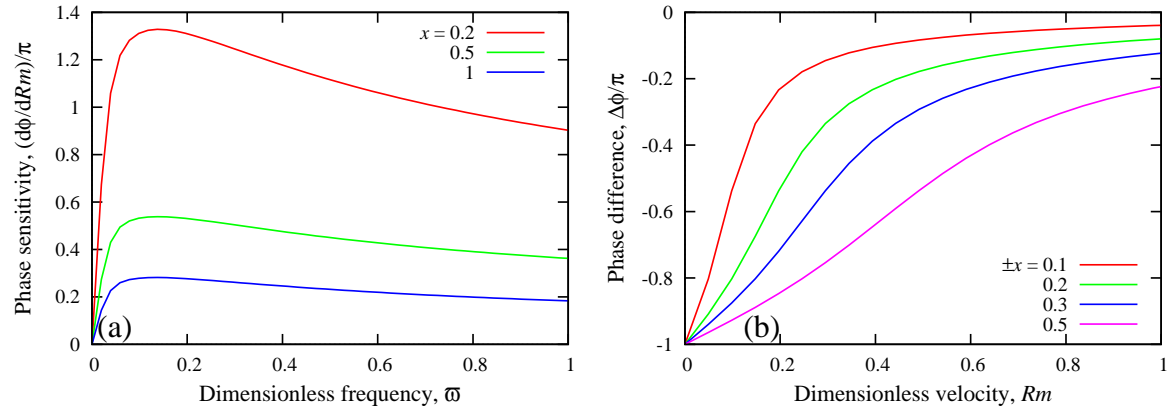 Phase sensitivity, (dϕ/dRm)/π
1.4
1.2
1
0.8
0.6
0.4
0.2
0
x = 0.2
0.5
1
(a)
0 0.2 0.4 0.6 0.8 1
Dimensionless frequency, ϖ
Phase difference, Δϕ/π
0
-0.2
-0.4
-0.6
-0.8
-1
±x = 0.1
0.2
0.3
0.5
(b)
0 0.2 0.4 0.6 0.8 1
Dimensionless velocity, Rm